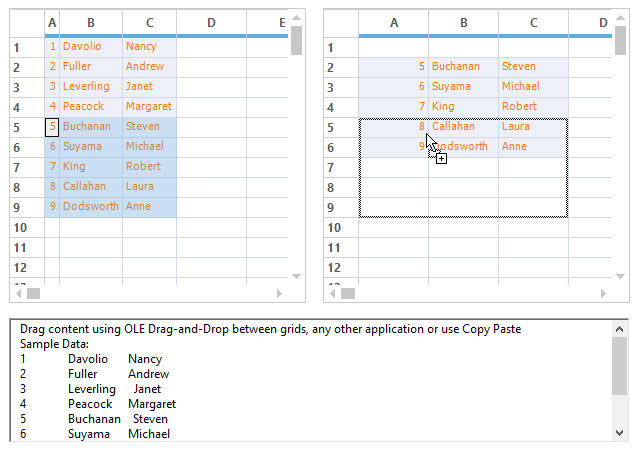 A B C D E
1 1 Davolio Nancy
2 2 Fuller Andrew
3 3 Leverling Janet
4 4 Peacock Margaret
5 5 Buchanan Steven
6 6 Suyama Michael
7 7 King Robert
8 8 Callahan Laura
9 9 Dodsworth Anne
10
11
12
A B C D
1
2 5 Buchanan Steven
3 6 Suyama Michael
4 7 King Robert
5 8 Callahan Laura
6 9 Dodsworth Anne
7
8
9
10
11
12
Drag content using OLE Drag-and-Drop between grids, any other application or use Copy Paste
Sample Data:
1 Davolio Nancy
2 Fuller Andrew
3 Leverling Janet
4 Peacock Margaret
5 Buchanan Steven
6 Suyama Michael